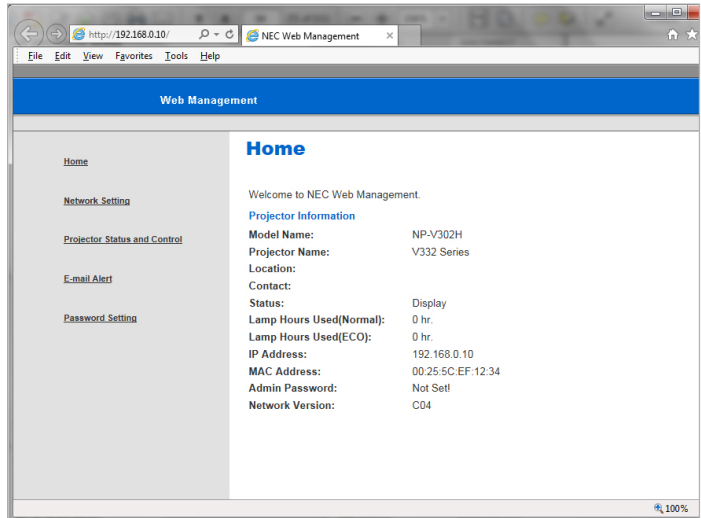 http://192.168.0.10/
NEC Web Management
File Edit View Favorites Tools Help
Web Management
Home
Network Setting
Projector Status and Control
E-mail Alert
Password Setting
Home
Welcome to NEC Web Management.
Projector Information
Model Name: NP-V302H
Projector Name: V332 Series
Location:
Contact:
Status: Display
Lamp Hours Used(Normal): 0 hr.
Lamp Hours Used(ECO): 0 hr.
IP Address: 192.168.0.10
MAC Address: 00:25:5C:EF:12:34
Admin Password: Not Set!
Network Version: C04
100%